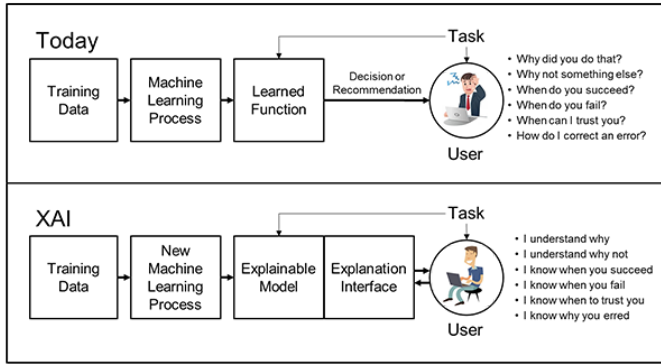 Today
Task
Training
Data
Machine
Learning
Process
Learned
Function
Decision or
Recommendation
User
• Why did you do that?
• Why not something else?
• When do you succeed?
• When do you fail?
• When can I trust you?
• How do I correct an error?
XAI
Task
Training
Data
New
Machine
Learning
Process
Explainable
Model
Explanation
Interface
User
• I understand why
• I understand why not
• I know when you succeed
• I know when you fail
• I know when to trust you
• I know why you erred